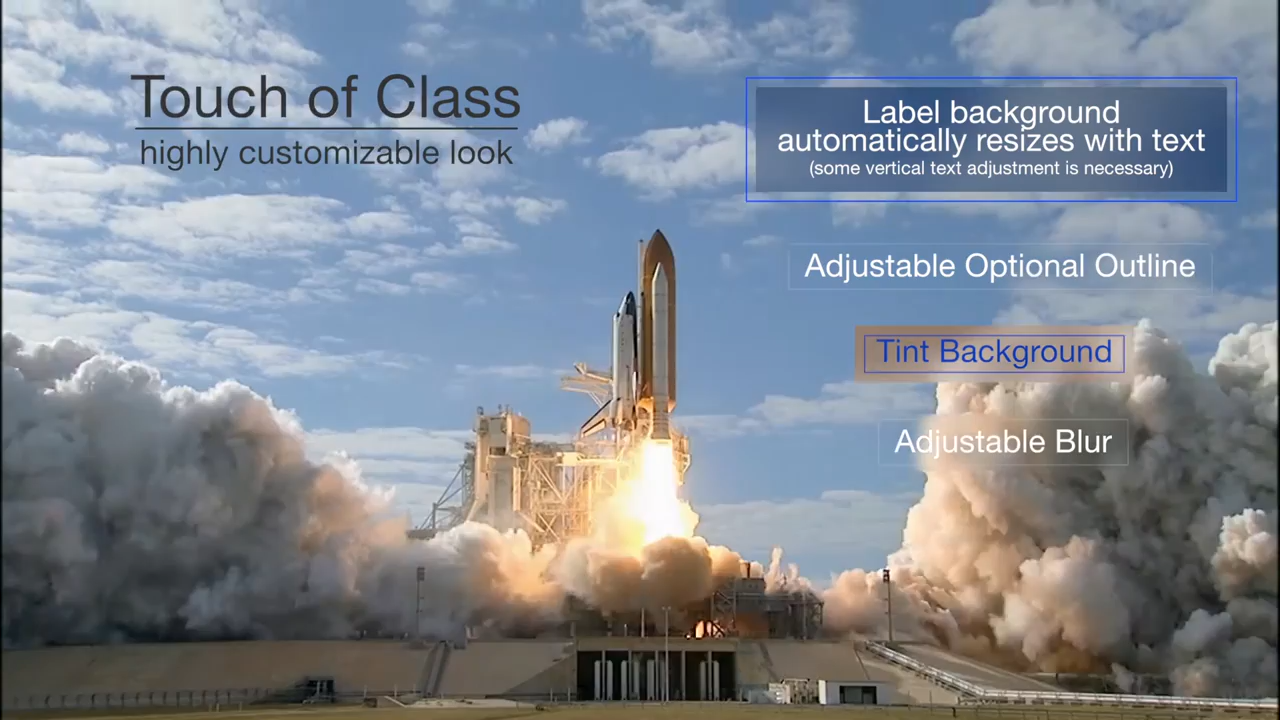 Touch of Class
highly customizable look
Label background
automatically resizes with text
(some vertical text adjustment is necessary)
Adjustable Optional Outline
Tint Background
Adjustable Blur